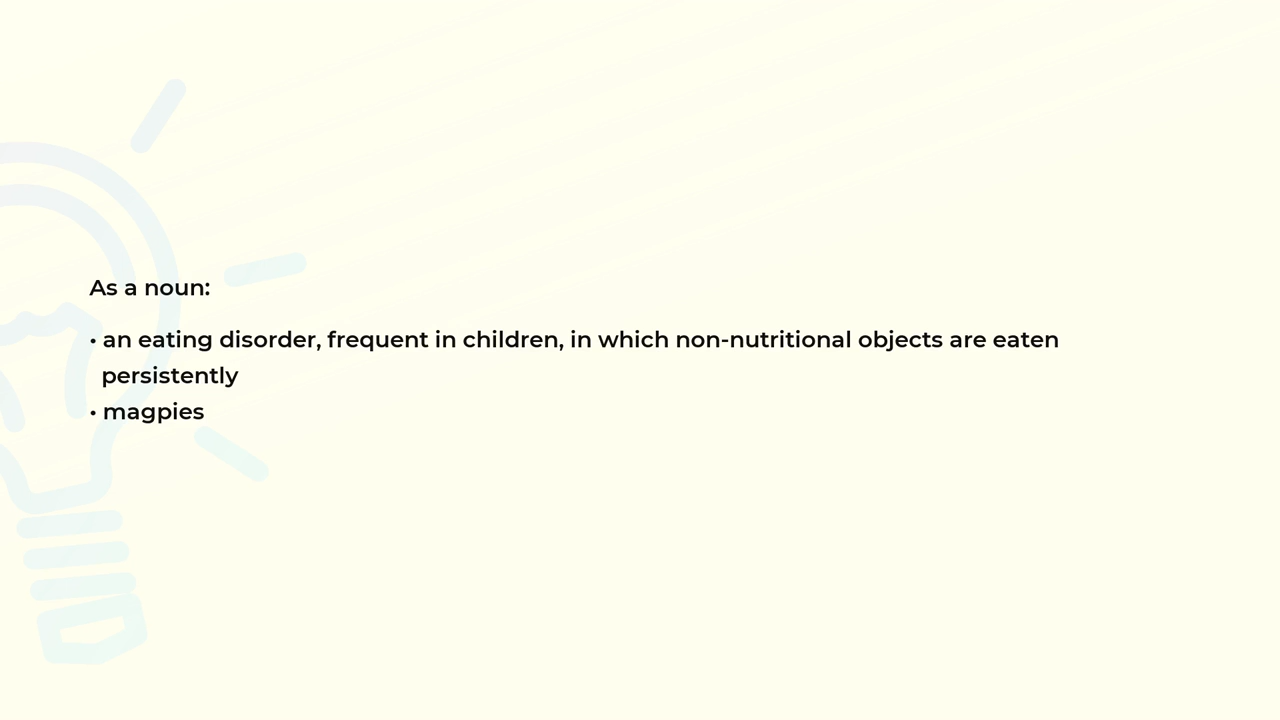 As a noun:
• an eating disorder, frequent in children, in which non-nutritional objects are eaten
persistently
• magpies